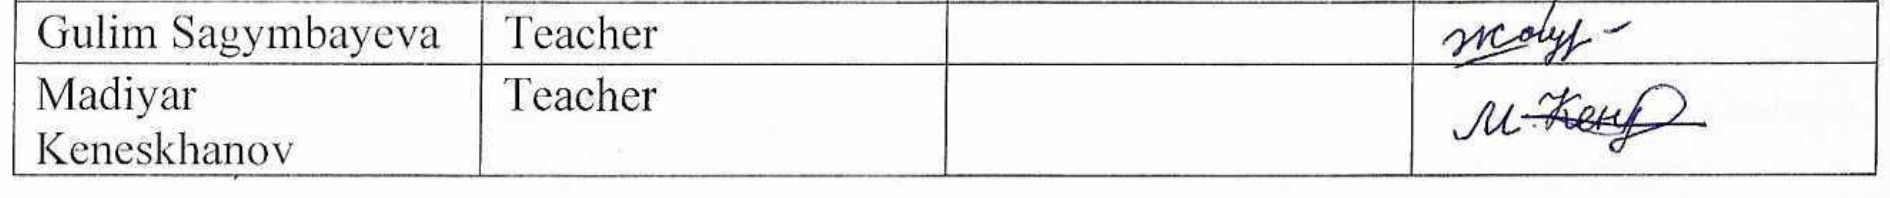 Gulim Sagymbayeva Teacher
Madiyar Teacher
Keneskhanov